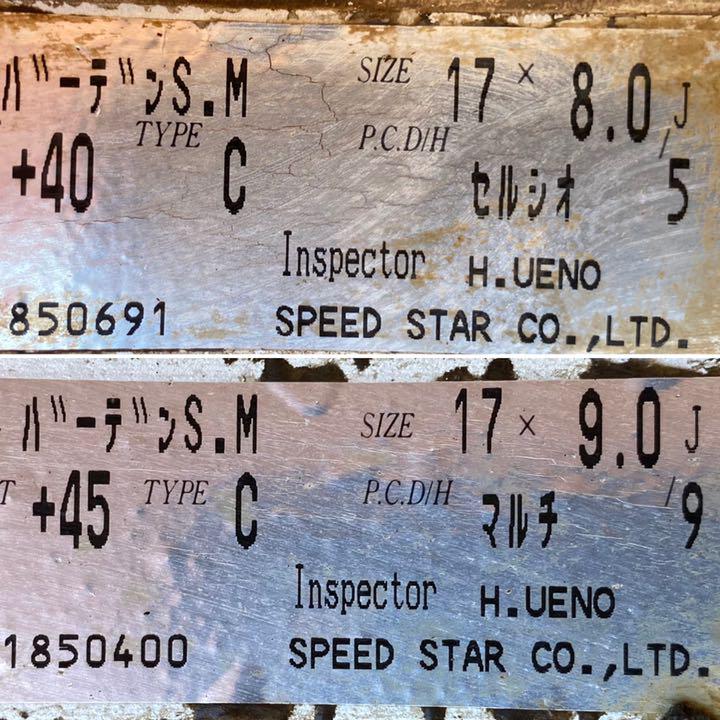 バーデンS.M SIZE 17 × 8.0 J
+40 TYPE C P.C.D/H セルシオ / 5
Inspector H.UENO
850691 SPEED STAR CO.,LTD.
バーデンS.M SIZE 17 × 9.0 J
T +45 TYPE C P.C.D/H マルチ / 9
Inspector H.UENO
1850400 SPEED STAR CO.,LTD.